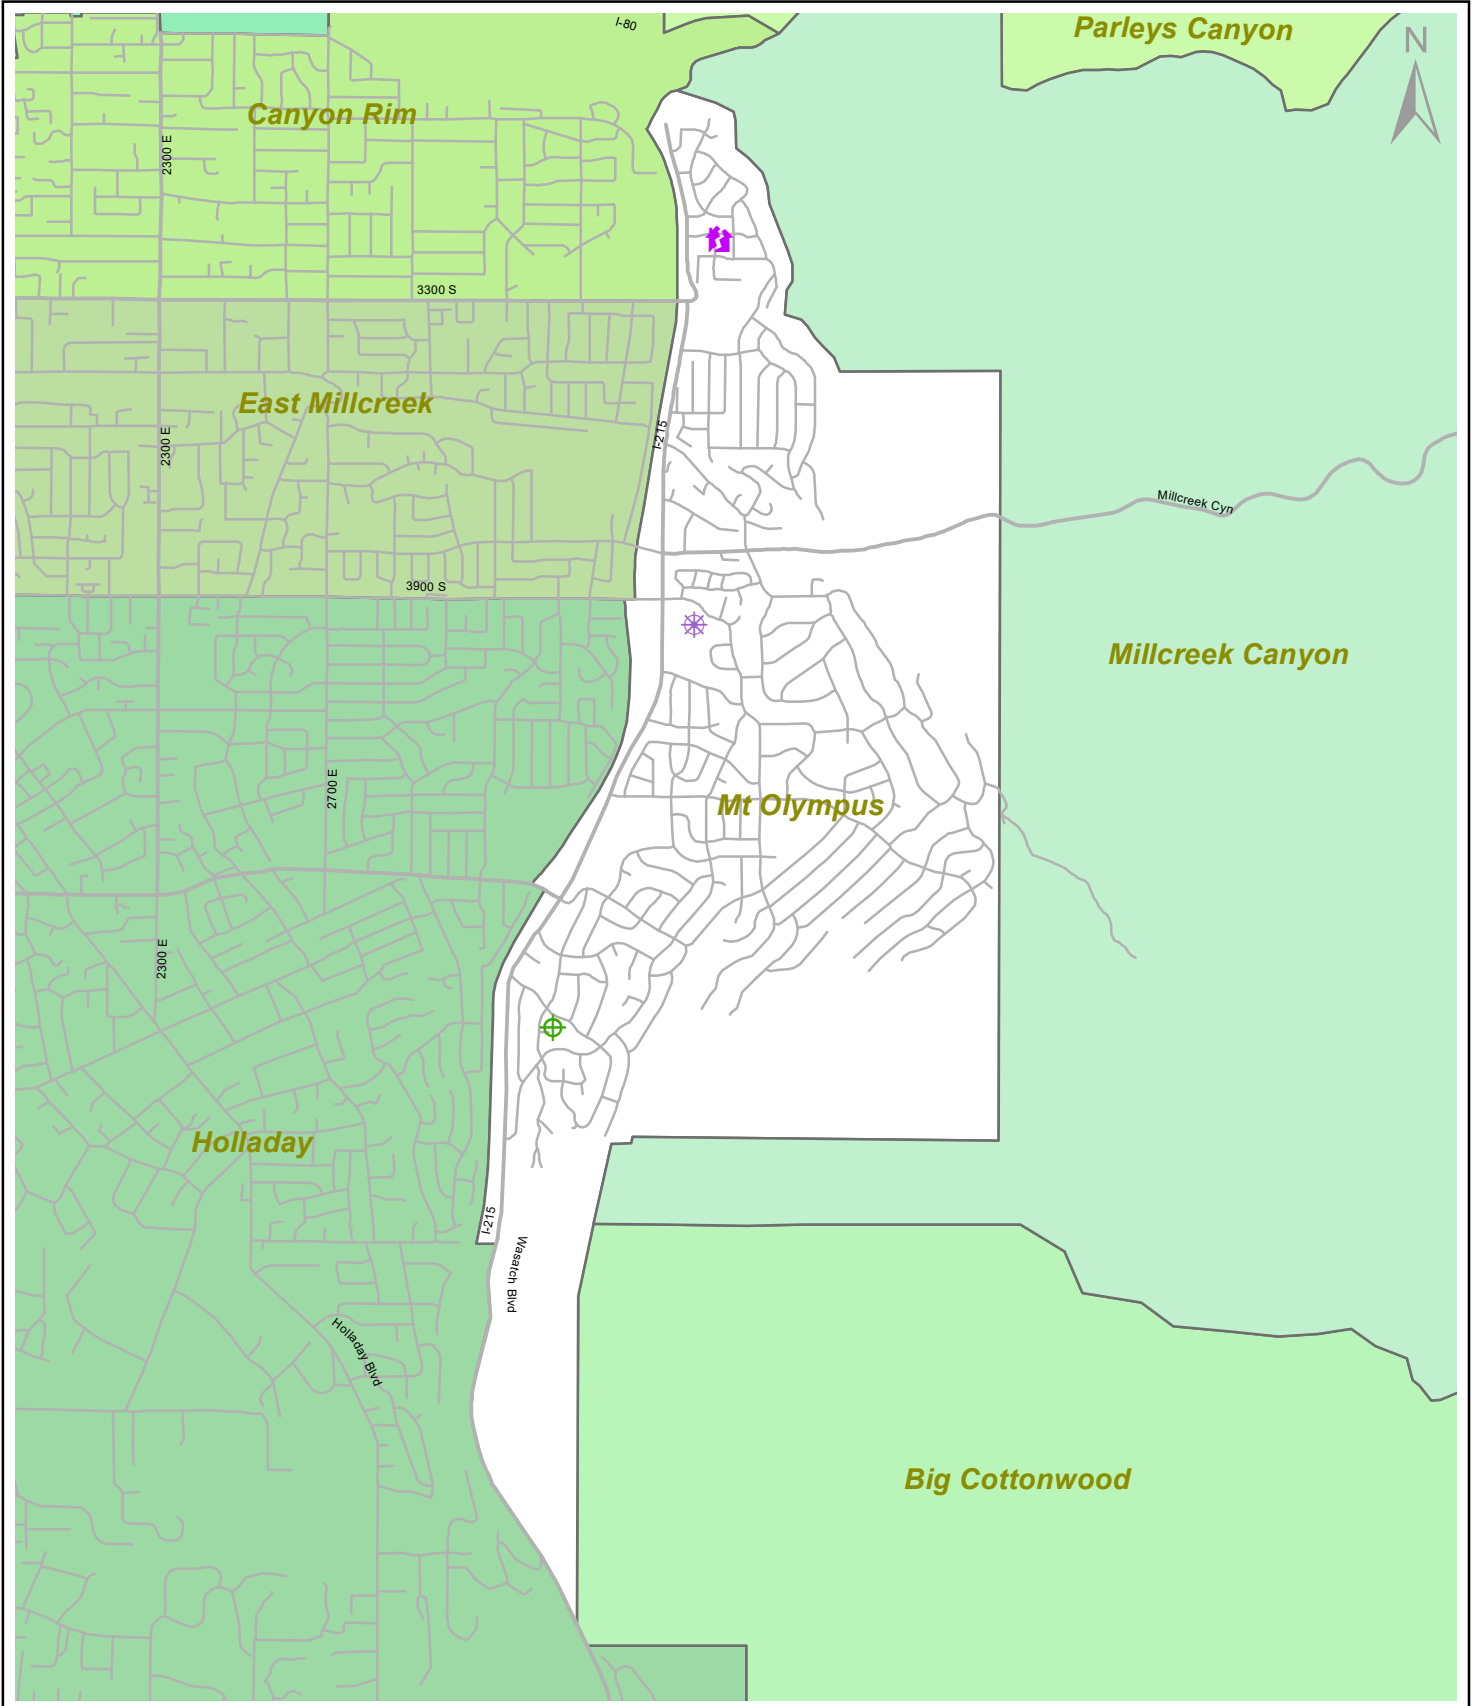 I-80
Parleys Canyon
N
Canyon Rim
2300 E
3300 S
East Millcreek
2300 E
I-215
Millcreek Cyn
3900 S
Millcreek Canyon
2700 E
Mt Olympus
2300 E
Holladay
I-215
Wasatch Blvd
Holladay Blvd
Big Cottonwood